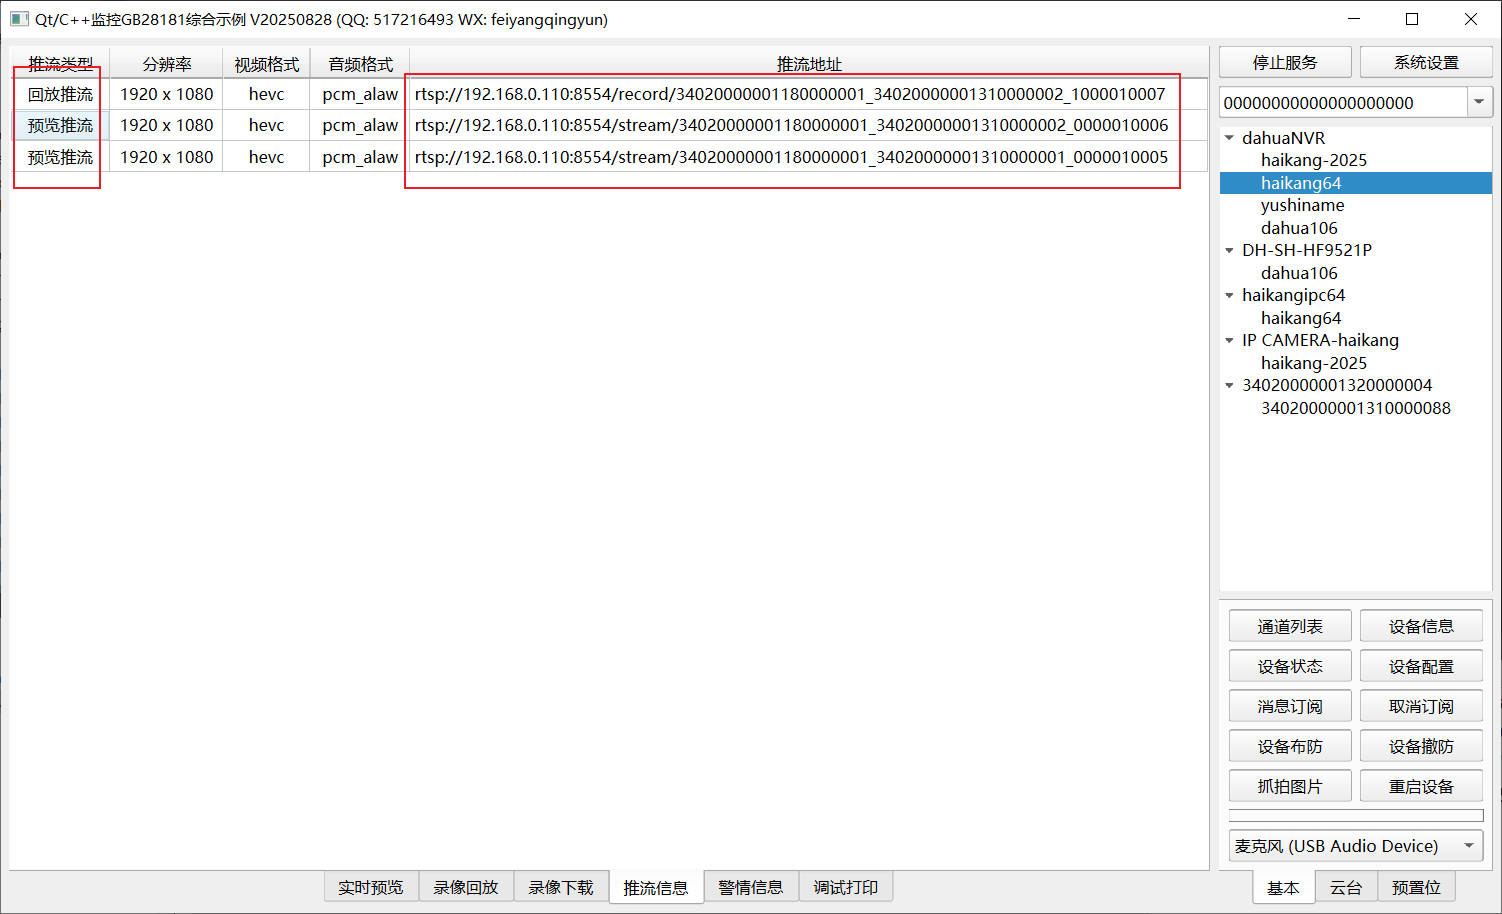 Qt/C++监控GB28181综合示例 V20250828 (QQ: 517216493 WX: feiyangqingyun)
推流类型 分辨率 视频格式 音频格式 推流地址
回放推流 1920 x 1080 hevc pcm_alaw rtsp://192.168.0.110:8554/record/34020000001180000001_34020000001310000002_1000010007
预览推流 1920 x 1080 hevc pcm_alaw rtsp://192.168.0.110:8554/stream/34020000001180000001_34020000001310000002_0000010006
预览推流 1920 x 1080 hevc pcm_alaw rtsp://192.168.0.110:8554/stream/34020000001180000001_34020000001310000001_0000010005
停止服务 系统设置
00000000000000000000
dahuaNVR
haikang-2025
haikang64
yushiname
dahua106
DH-SH-HF9521P
dahua106
haikangipc64
haikang64
IP CAMERA-haikang
haikang-2025
34020000001320000004
34020000001310000088
通道列表 设备信息
设备状态 设备配置
消息订阅 取消订阅
设备布防 设备撤防
抓拍图片 重启设备
麦克风 (USB Audio Device)
实时预览 录像回放 录像下载 推流信息 警情信息 调试打印
基本 云台 预置位